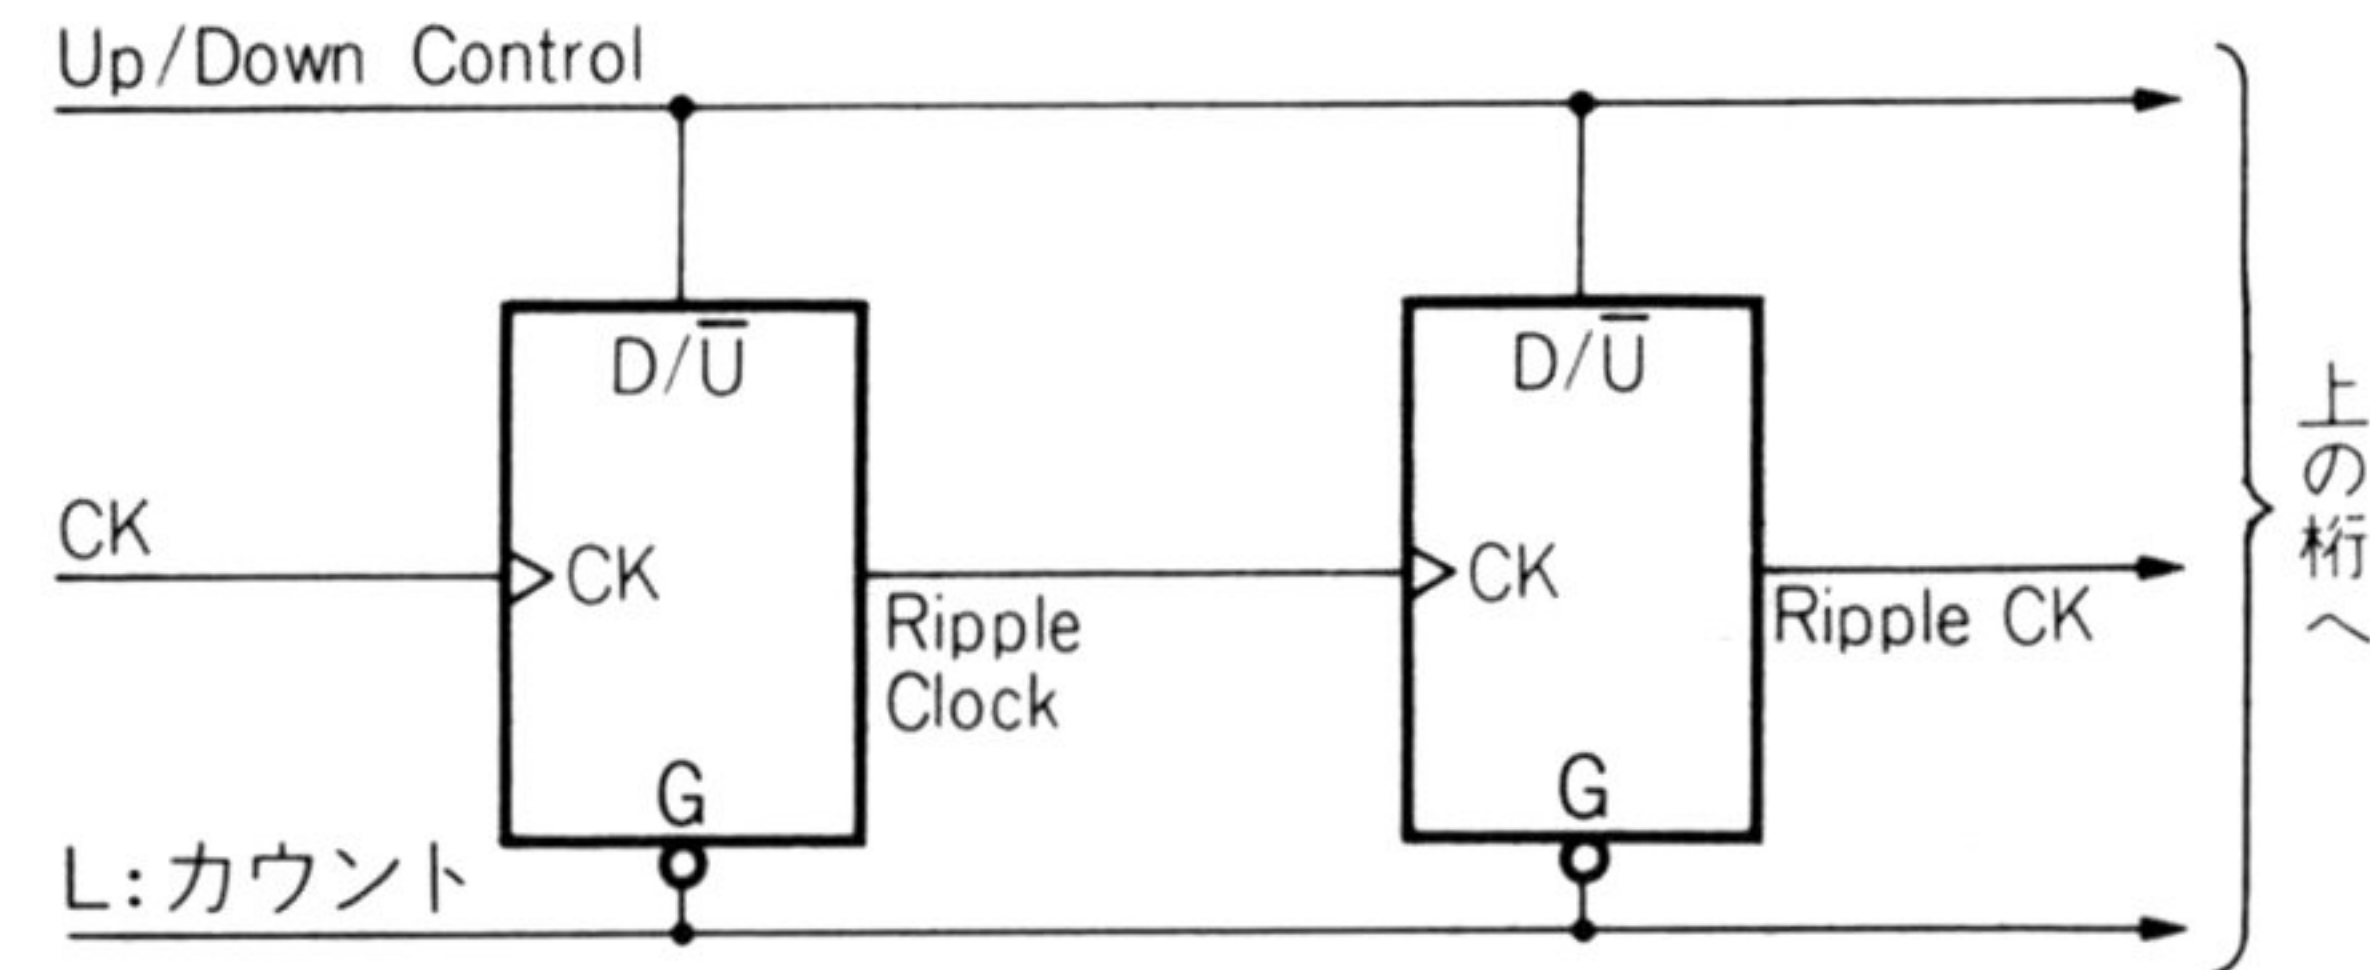 Up/Down Control
D/U̅
D/U̅
CK
CK
Ripple
Clock
CK
Ripple CK
G
G
L:カウント
上の桁へ